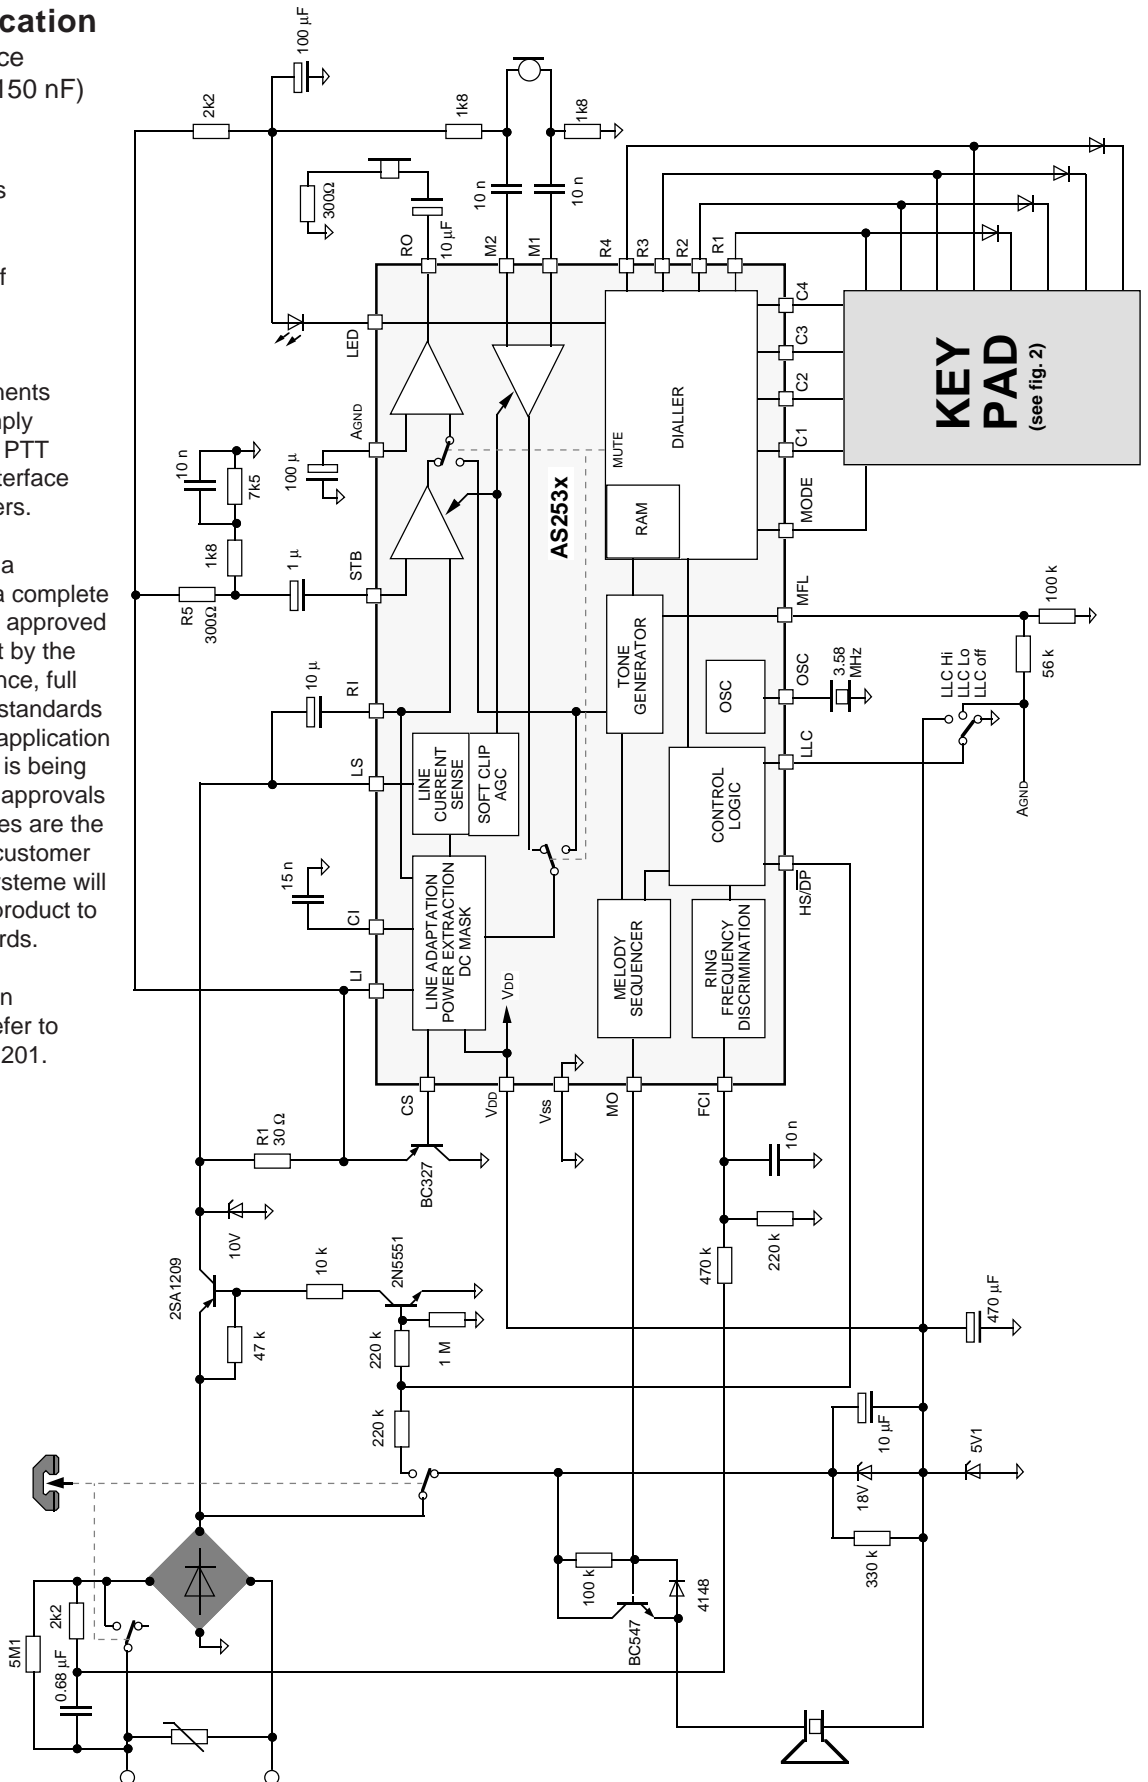 cation
ce
150 nF)
s
f
nents
nply
PTT
terface
ers.
a
a complete
approved
t by the
nce, full
standards
application
is being
approvals
es are the
customer
ysteme will
product to
rds.
n
efer to
201.
100 µF
2k2
1k8
1k8
300Ω
10 µF
10 n
10 n
RO
M2
M1
R4
R3
R2
R1
LED
AGND
100 µ
10 n
7k5
1k8
R5
300Ω
1 µ
STB
10 µ
RI
LS
15 n
CI
LI
AS253x
MUTE
DIALLER
RAM
TONE
GENERATOR
OSC
LINE
CURRENT
SENSE
SOFT CLIP
AGC
CONTROL
LOGIC
LINE ADAPTATION
POWER EXTRACTION
DC MASK
MELODY
SEQUENCER
RING
FREQUENCY
DISCRIMINATION
VDD
C4
C3
C2
C1
MODE
KEY
PAD
(see fig. 2)
MFL
OSC
LLC
HS/DP
3.58
MHz
100 k
56 k
LLC Hi
LLC Lo
LLC off
AGND
CS
VDD
Vss
MO
FCI
R1
30 Ω
BC327
10V
2SA1209
10 k
2N5551
47 k
220 k
1 M
220 k
10 n
220 k
470 k
470 µF
10 µF
5V1
18V
330 k
100 k
4148
BC547
5M1
2k2
0.68 µF